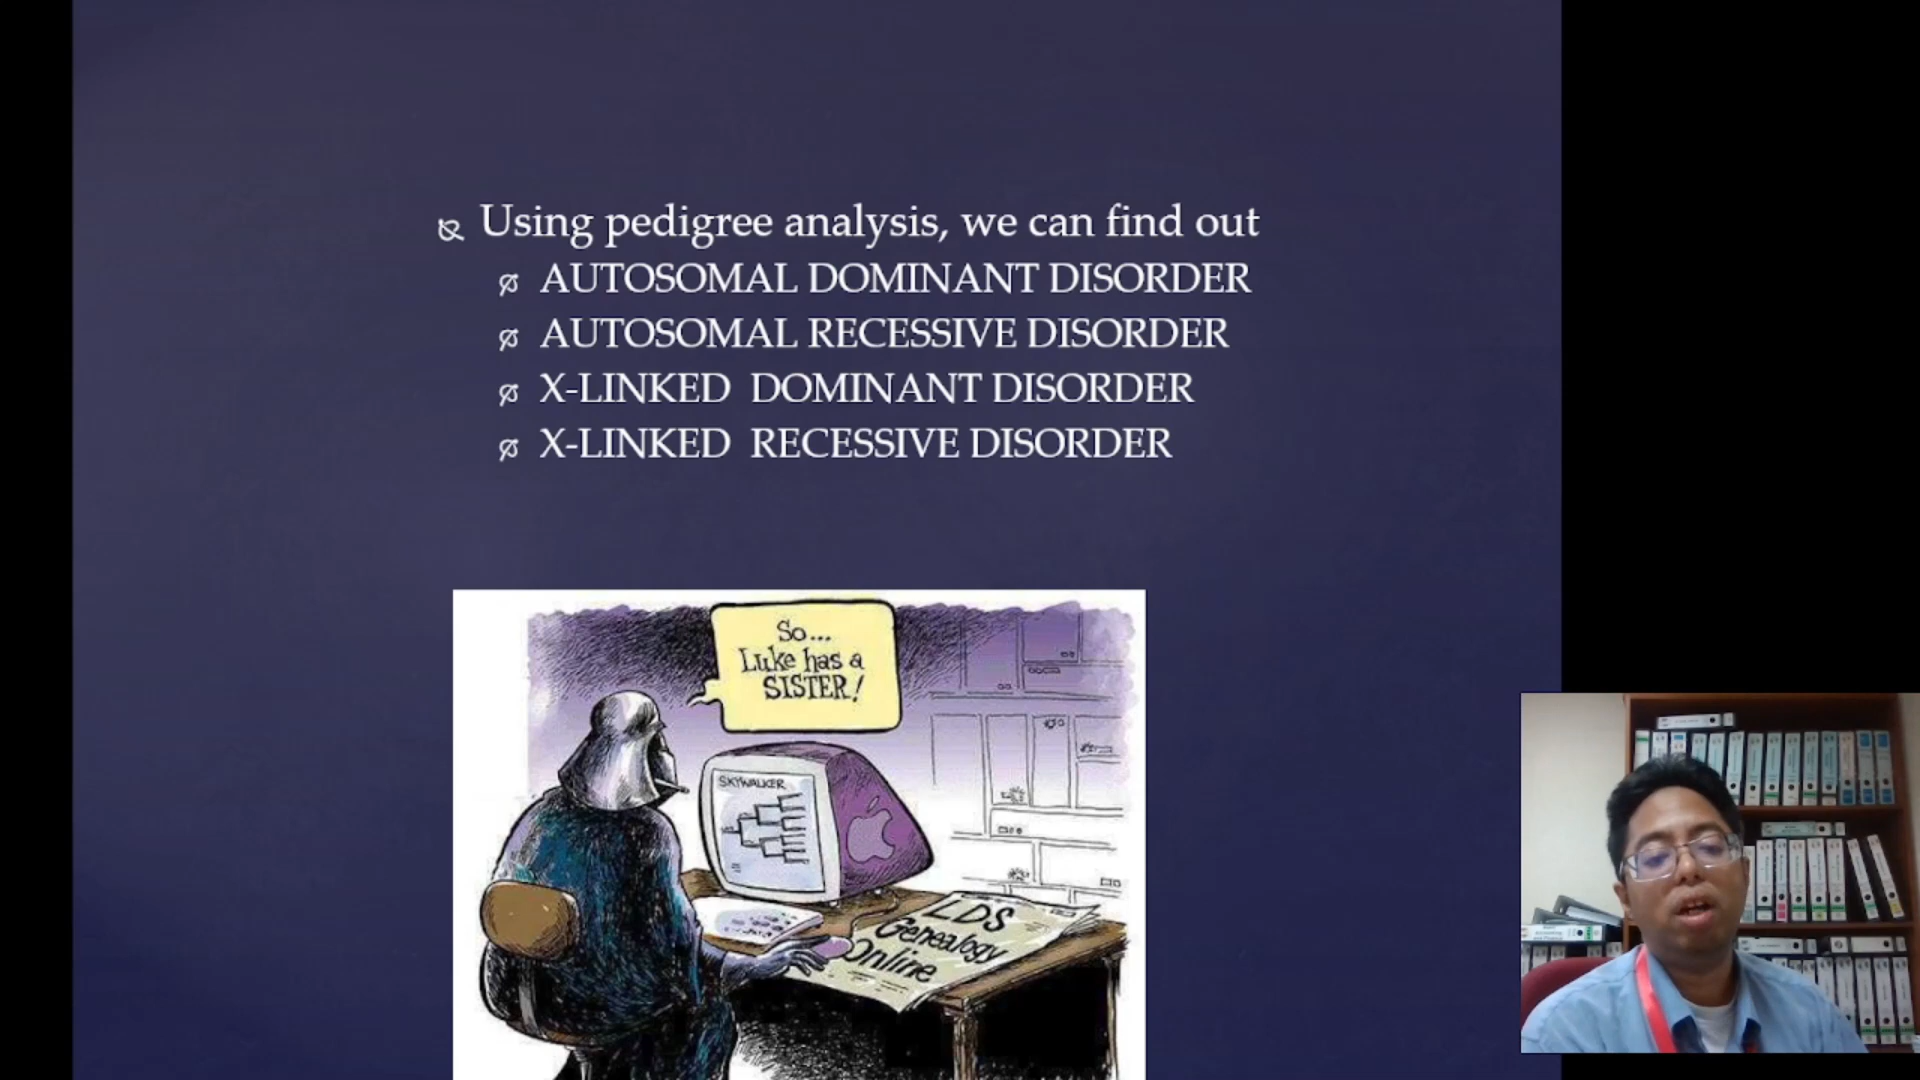 Using pedigree analysis, we can find out
AUTOSOMAL DOMINANT DISORDER
AUTOSOMAL RECESSIVE DISORDER
X-LINKED DOMINANT DISORDER
X-LINKED RECESSIVE DISORDER
So...
Luke has a
SISTER!
SKYWALKER
LDS
Genealogy
Online